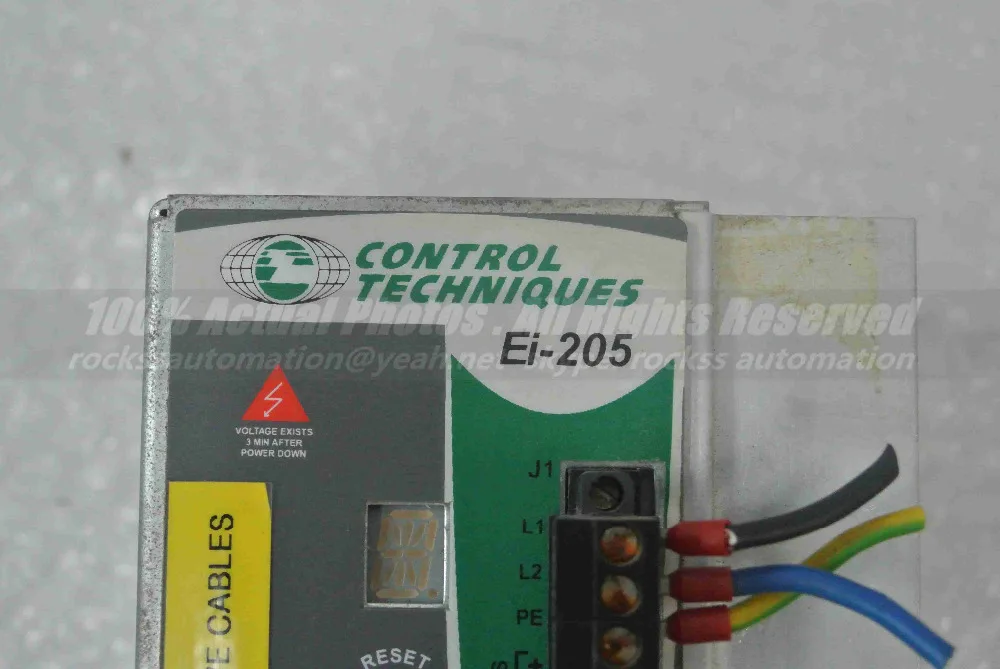 CONTROL
TECHNIQUES
100% Actual Photos . All Rights Reserved
Ei-205
rockssautomation@yeah.net skype: rockss automation
VOLTAGE EXISTS
3 MIN AFTER
POWER DOWN
J1
L1
L2
PE
CABLES
RESET